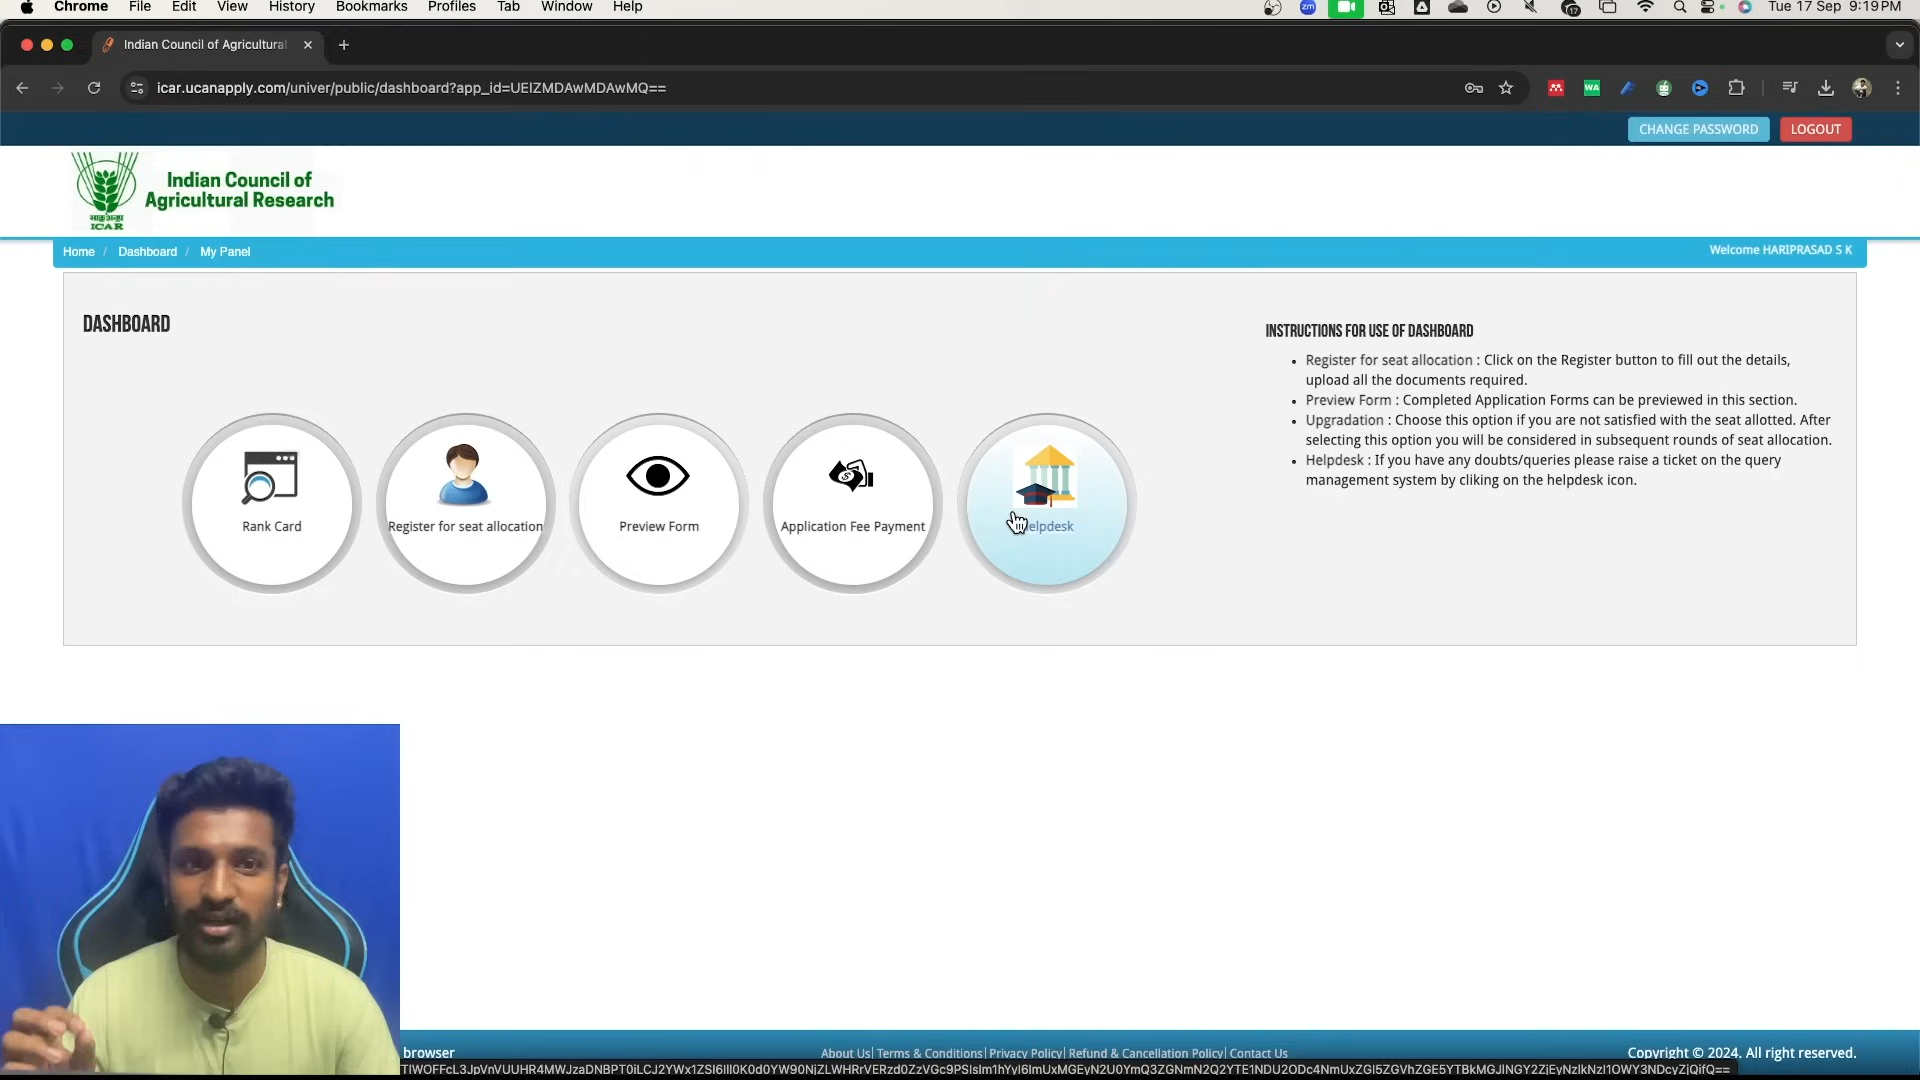 Chrome File Edit View History Bookmarks Profiles Tab Window Help
zm
17
Tue 17 Sep 9:19 PM
Indian Council of Agricultural
icar.ucanapply.com/univer/public/dashboard?app_id=UElZMDAwMDAwMQ==
WA
CHANGE PASSWORD LOGOUT
Indian Council of
Agricultural Research
ICAR
Home / Dashboard / My Panel
Welcome HARIPRASAD S K
DASHBOARD
Rank Card
Register for seat allocation
Preview Form
Application Fee Payment
elpdesk
INSTRUCTIONS FOR USE OF DASHBOARD
• Register for seat allocation : Click on the Register button to fill out the details,
upload all the documents required.
• Preview Form : Completed Application Forms can be previewed in this section.
• Upgradation : Choose this option if you are not satisfied with the seat allotted. After
selecting this option you will be considered in subsequent rounds of seat allocation.
• Helpdesk : If you have any doubts/queries please raise a ticket on the query
management system by cliking on the helpdesk icon.
browser
About Us| Terms & Conditions| Privacy Policy| Refund & Cancellation Policy| Contact Us
Copyright © 2024. All right reserved.